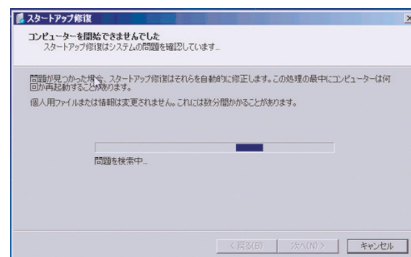 スタートアップ修復
コンピューターを開始できませんでした
スタートアップ修復はシステムの問題を確認しています...
問題が見つかった場合、スタートアップ修復はそれらを自動的に修正します。この処理の最中にコンピューターは何
回か再起動することがあります。
個人用ファイルまたは情報は変更されません。これには数分間かかることがあります。
問題を検索中...
< 戻る(B)
次へ(N) >
キャンセル